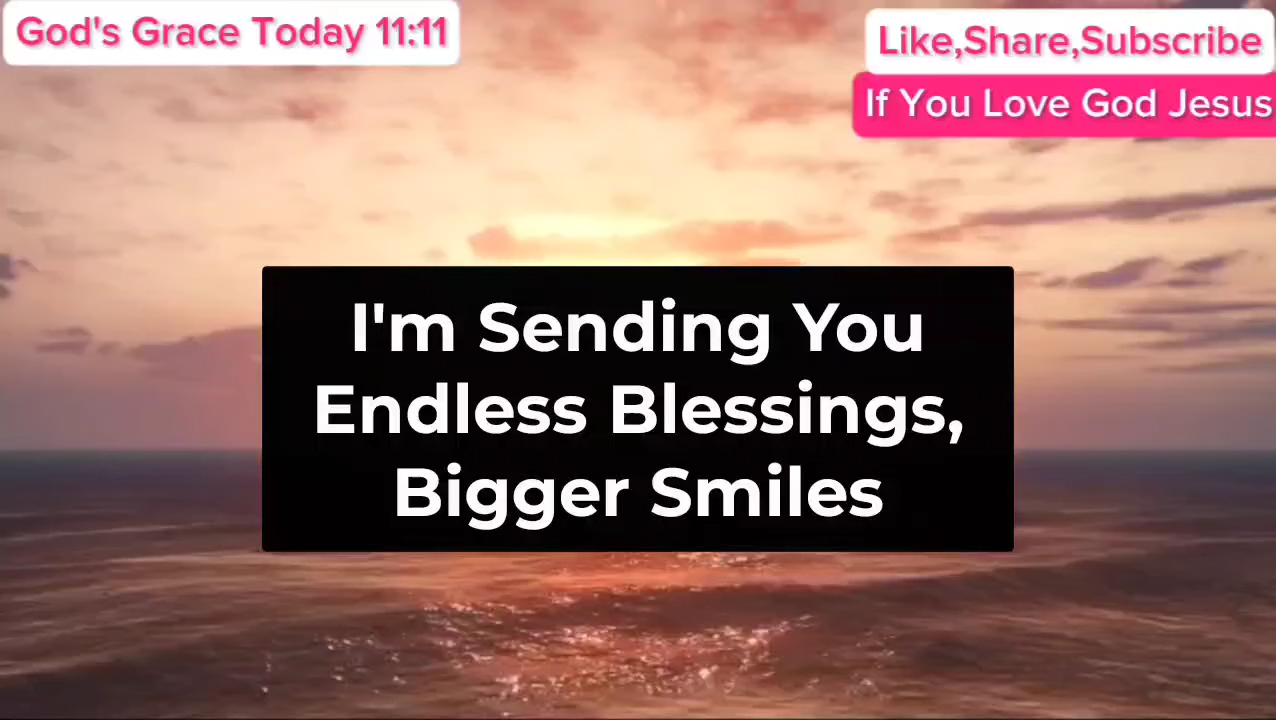 God's Grace Today 11:11
Like,Share,Subscribe
If You Love God Jesus
I'm Sending You
Endless Blessings,
Bigger Smiles